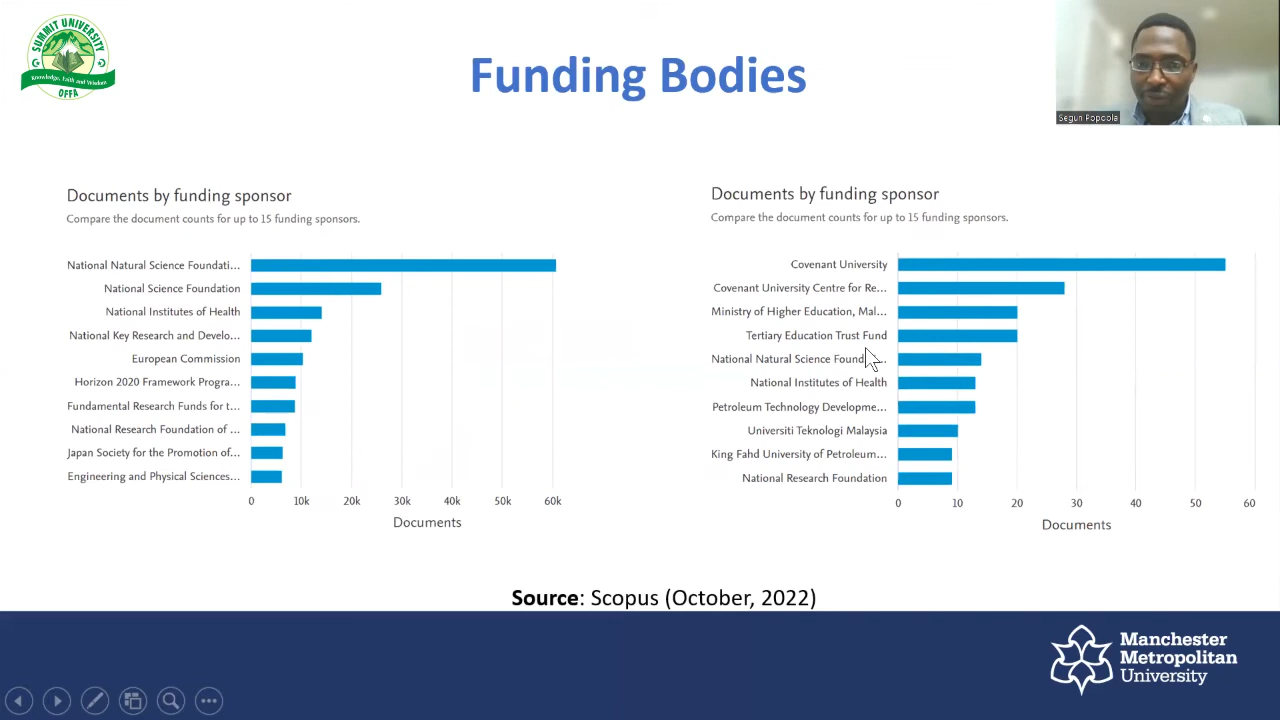 SUMMIT UNIVERSITY
Knowledge, Faith and Wisdom
OFFA
Funding Bodies
Segun Popoola
Documents by funding sponsor
Compare the document counts for up to 15 funding sponsors.
National Natural Science Foundati...
National Science Foundation
National Institutes of Health
National Key Research and Develo...
European Commission
Horizon 2020 Framework Progra...
Fundamental Research Funds for t...
National Research Foundation of ...
Japan Society for the Promotion of...
Engineering and Physical Sciences...
0 10k 20k 30k 40k 50k 60k
Documents
Documents by funding sponsor
Compare the document counts for up to 15 funding sponsors.
Covenant University
Covenant University Centre for Re...
Ministry of Higher Education, Mal...
Tertiary Education Trust Fund
National Natural Science
National Institutes of Health
Petroleum Technology Developme...
Universiti Teknologi Malaysia
King Fahd University of Petroleum...
National Research Foundation
0 10 20 30 40 50 60
Documents
Source: Scopus (October, 2022)
Manchester
Metropolitan
University